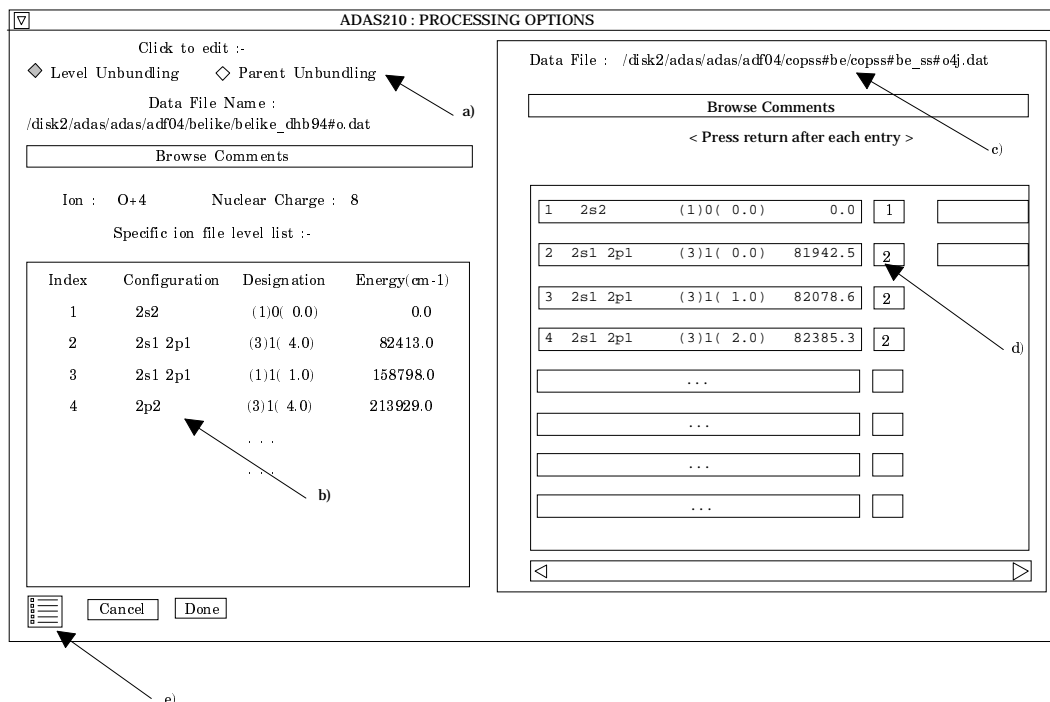 ADAS210 : PROCESSING OPTIONS
Click to edit :-
Level Unbundling Parent Unbundling
a)
Data File Name :
/disk2/adas/adas/adf04/belike/belike_dhb94#o.dat
Browse Comments
Ion : O+4 Nuclear Charge : 8
Specific ion file level list :-
Index Configuration Designation Energy(cm-1)
1 2s2 (1)0( 0.0) 0.0
2 2s1 2p1 (3)1( 4.0) 82413.0
3 2s1 2p1 (1)1( 1.0) 158798.0
4 2p2 (3)1( 4.0) 213929.0
. . .
. . .
b)
Cancel Done
e)
Data File : /disk2/adas/adas/adf04/copss#be/copss#be_ss#o4j.dat
Browse Comments
< Press return after each entry >
c)
1 2s2 (1)0( 0.0) 0.0 1
2 2s1 2p1 (3)1( 0.0) 81942.5 2
3 2s1 2p1 (3)1( 1.0) 82078.6 2
4 2s1 2p1 (3)1( 2.0) 82385.3 2
d)
...
...
...
...